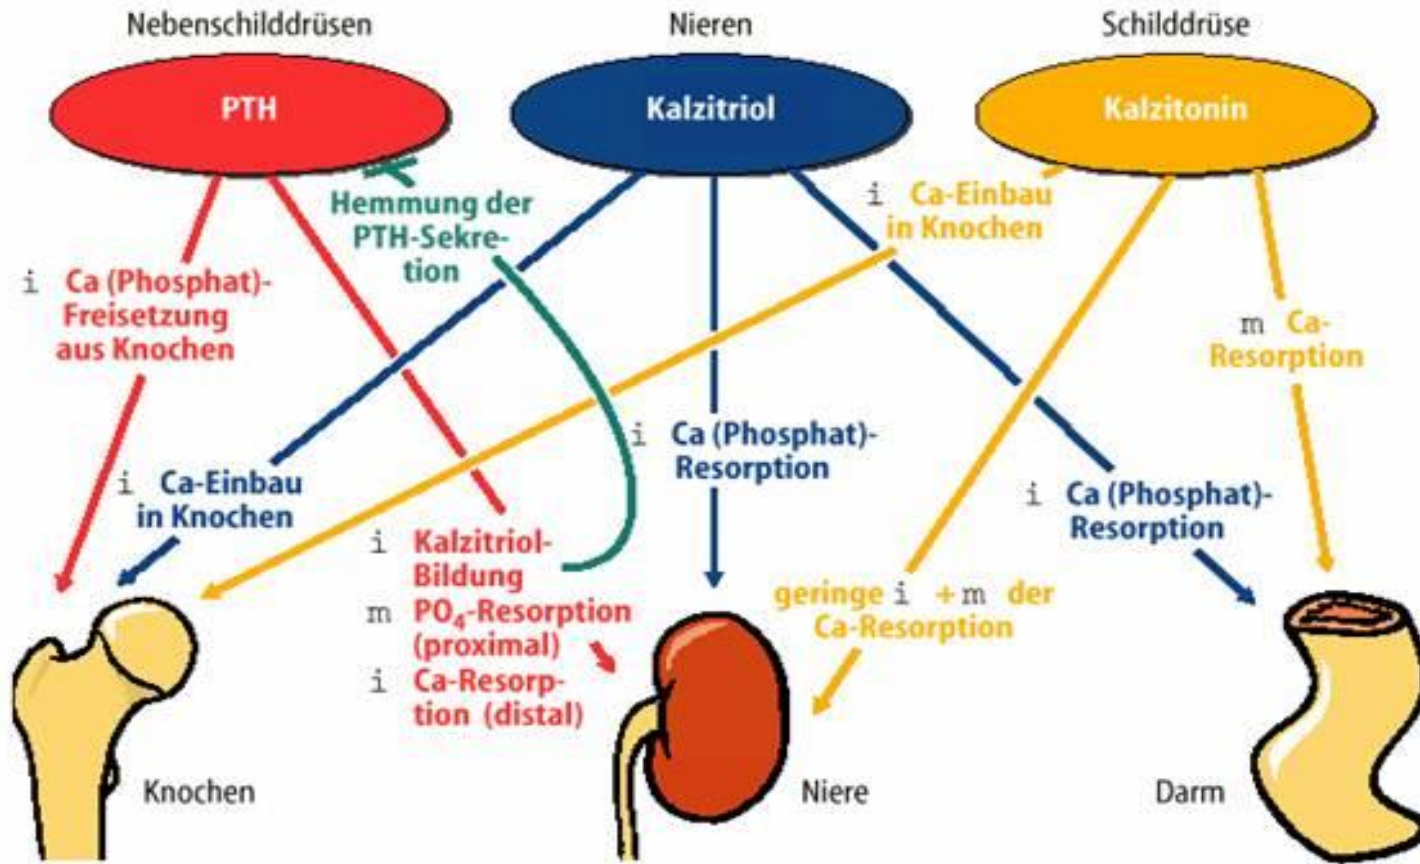 Nebenschilddrüsen
Nieren
Schilddrüse
PTH
Kalzitriol
Kalzitonin
Hemmung der
PTH-Sekre-
tion
i Ca-Einbau
in Knochen
i Ca (Phosphat)-
Freisetzung
aus Knochen
m Ca-
Resorption
i Ca (Phosphat)-
Resorption
i Ca-Einbau
in Knochen
i Ca (Phosphat)-
Resorption
i Kalzitriol-
Bildung
m PO₄-Resorption
(proximal)
i Ca-Resorp-
tion (distal)
geringe i + m der
Ca-Resorption
Knochen
Niere
Darm